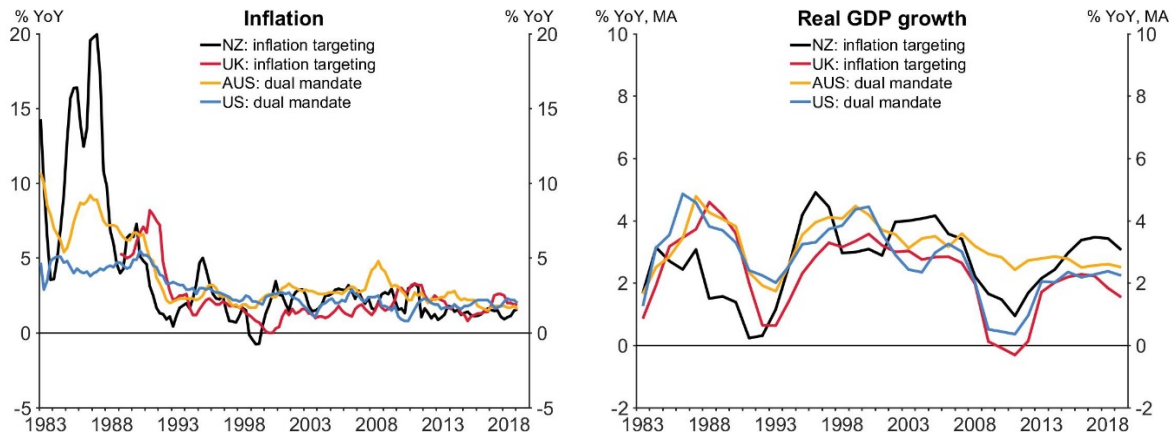 % YoY
Inflation
% YoY
NZ: inflation targeting
UK: inflation targeting
AUS: dual mandate
US: dual mandate
20
15
10
5
0
-5
20
15
10
5
0
-5
1983 1988 1993 1998 2003 2008 2013 2018
% YoY, MA
Real GDP growth
% YoY, MA
NZ: inflation targeting
UK: inflation targeting
AUS: dual mandate
US: dual mandate
10
8
6
4
2
0
-2
10
8
6
4
2
0
-2
1983 1988 1993 1998 2003 2008 2013 2018